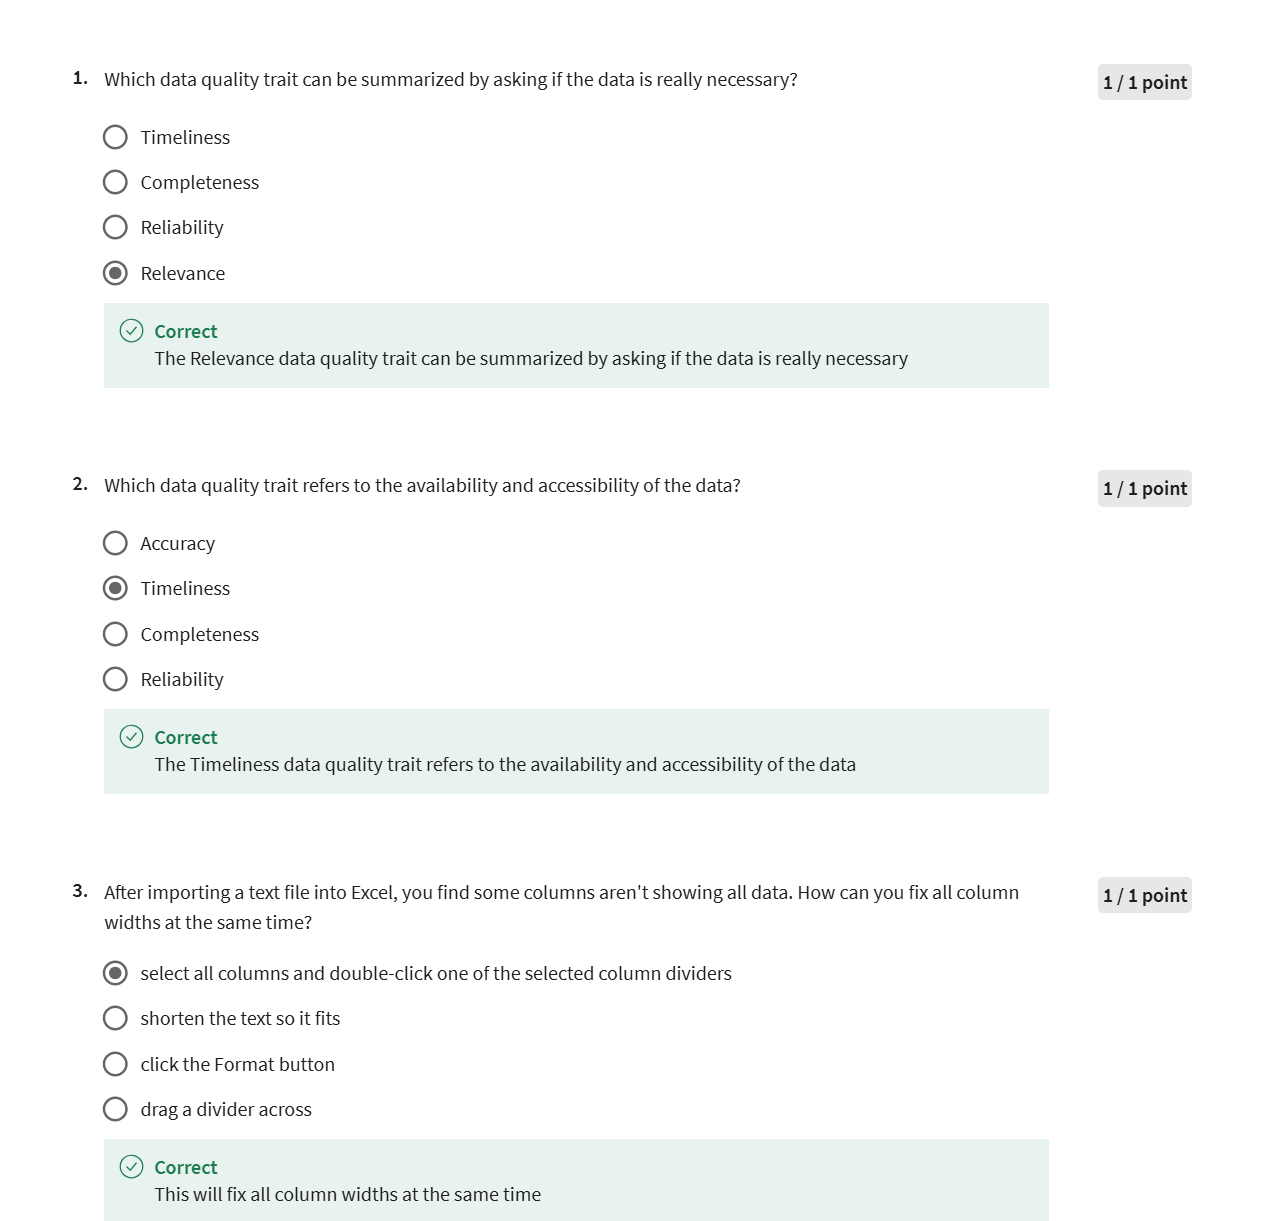 1. Which data quality trait can be summarized by asking if the data is really necessary?
1 / 1 point
Timeliness
Completeness
Reliability
Relevance
Correct
The Relevance data quality trait can be summarized by asking if the data is really necessary
2. Which data quality trait refers to the availability and accessibility of the data?
1 / 1 point
Accuracy
Timeliness
Completeness
Reliability
Correct
The Timeliness data quality trait refers to the availability and accessibility of the data
3. After importing a text file into Excel, you find some columns aren't showing all data. How can you fix all column
widths at the same time?
1 / 1 point
select all columns and double-click one of the selected column dividers
shorten the text so it fits
click the Format button
drag a divider across
Correct
This will fix all column widths at the same time